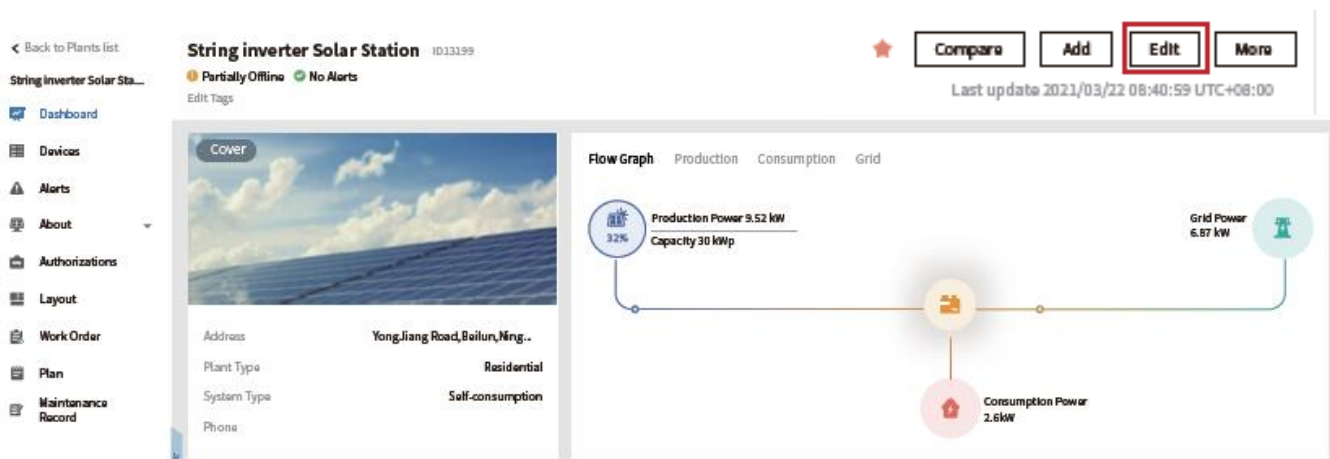 Back to Plants list
String inverter Solar Sta...
Dashboard
Devices
Alerts
About
Authorizations
Layout
Work Order
Plan
Maintenance
Record
String inverter Solar Station ID13199
Partially Offline No Alerts
Edit Tags
Compare Add Edit More
Last update 2021/03/22 08:40:59 UTC+08:00
Cover
Address YongJiang Road,Beilun,Ning..
Plant Type Residential
System Type Self-consumption
Phone
Flow Graph Production Consumption Grid
32%
Production Power 9.52 kW
Capacity 30 kWp
Grid Power
6.87 kW
Consumption Power
2.6kW